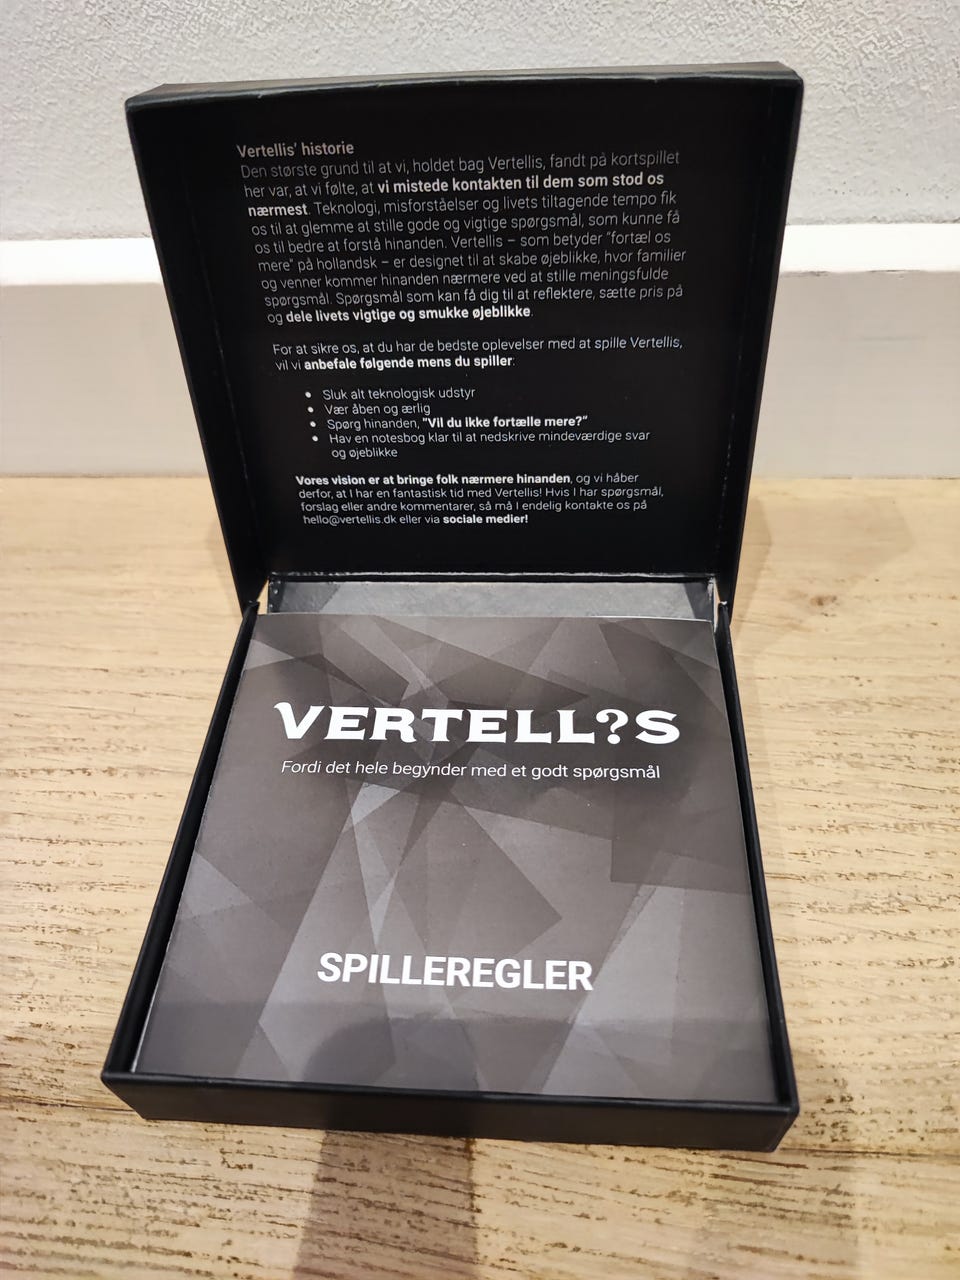 Vertellis' historie
Den største grund til at vi, holdet bag Vertellis, fandt på kortspillet
her var, at vi følte, at vi mistede kontakten til dem som stod os
nærmest. Teknologi, misforståelser og livets tiltagende tempo fik
os til at glemme at stille gode og vigtige spørgsmål, som kunne få
os til bedre at forstå hinanden. Vertellis – som betyder "fortæl os
mere" på hollandsk – er designet til at skabe øjeblikke, hvor familier
og venner kommer hinanden nærmere ved at stille meningsfulde
spørgsmål. Spørgsmål som kan få dig til at reflektere, sætte pris på
og dele livets vigtige og smukke øjeblikke.
For at sikre os, at du har de bedste oplevelser med at spille Vertellis,
vil vi anbefale følgende mens du spiller:
• Sluk alt teknologisk udstyr
• Vær åben og ærlig
• Spørg hinanden, "Vil du ikke fortælle mere?"
• Hav en notesbog klar til at nedskrive mindeværdige svar
og øjeblikke
Vores vision er at bringe folk nærmere hinanden, og vi håber
derfor, at I har en fantastisk tid med Vertellis! Hvis I har spørgsmål,
forslag eller andre kommentarer, så må I endelig kontakte os på
hello@vertellis.dk eller via sociale medier!
VERTELL?S
Fordi det hele begynder med et godt spørgsmål
SPILLEREGLER